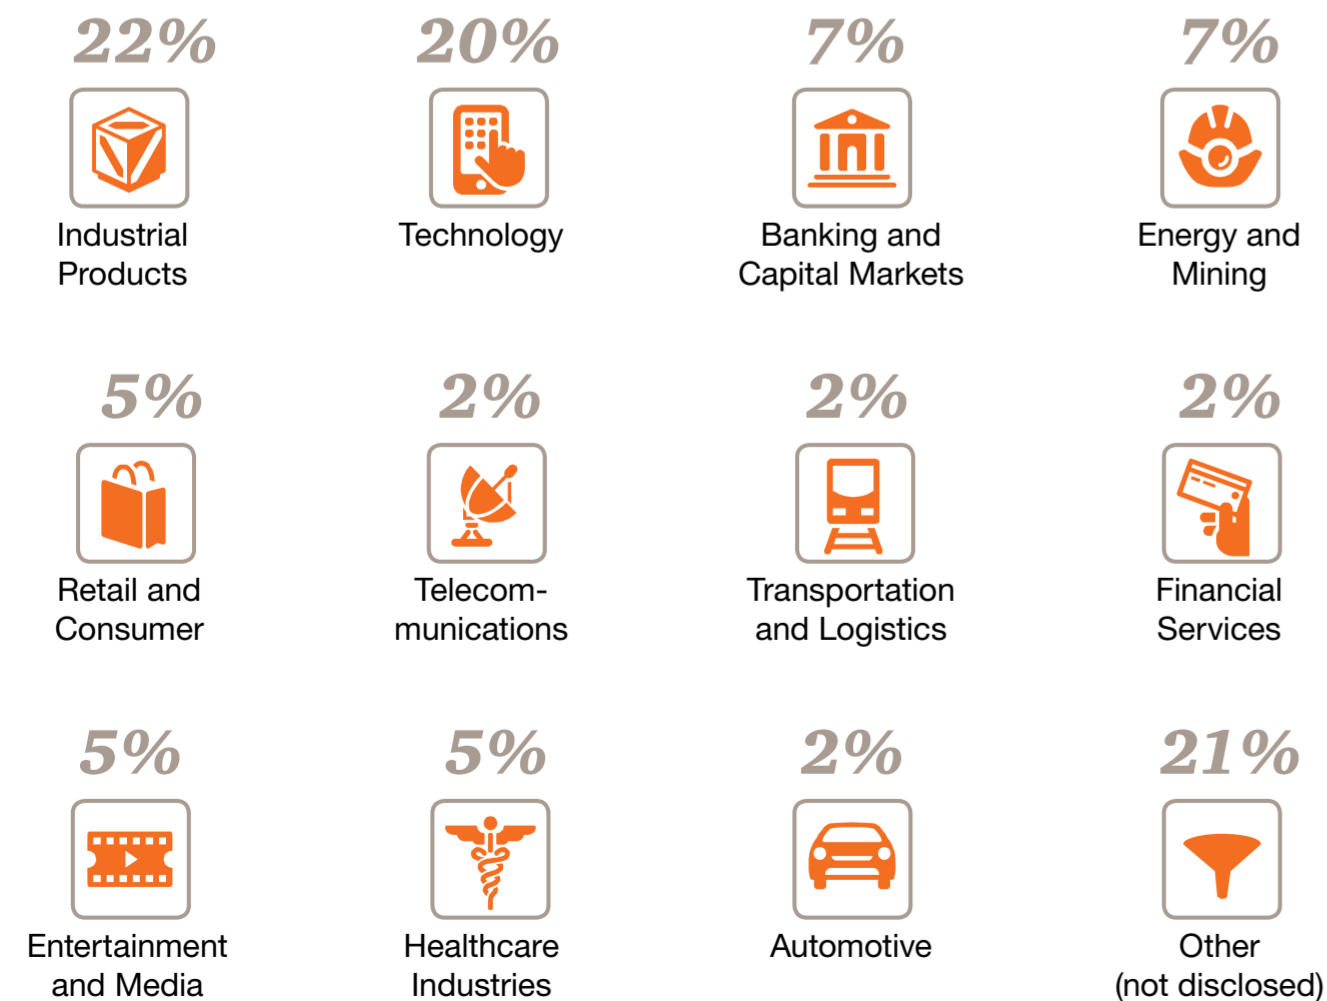 22%
Industrial
Products
20%
Technology
7%
Banking and
Capital Markets
7%
Energy and
Mining
5%
Retail and
Consumer
2%
Telecom-
munications
2%
Transportation
and Logistics
2%
Financial
Services
5%
Entertainment
and Media
5%
Healthcare
Industries
2%
Automotive
21%
Other
(not disclosed)